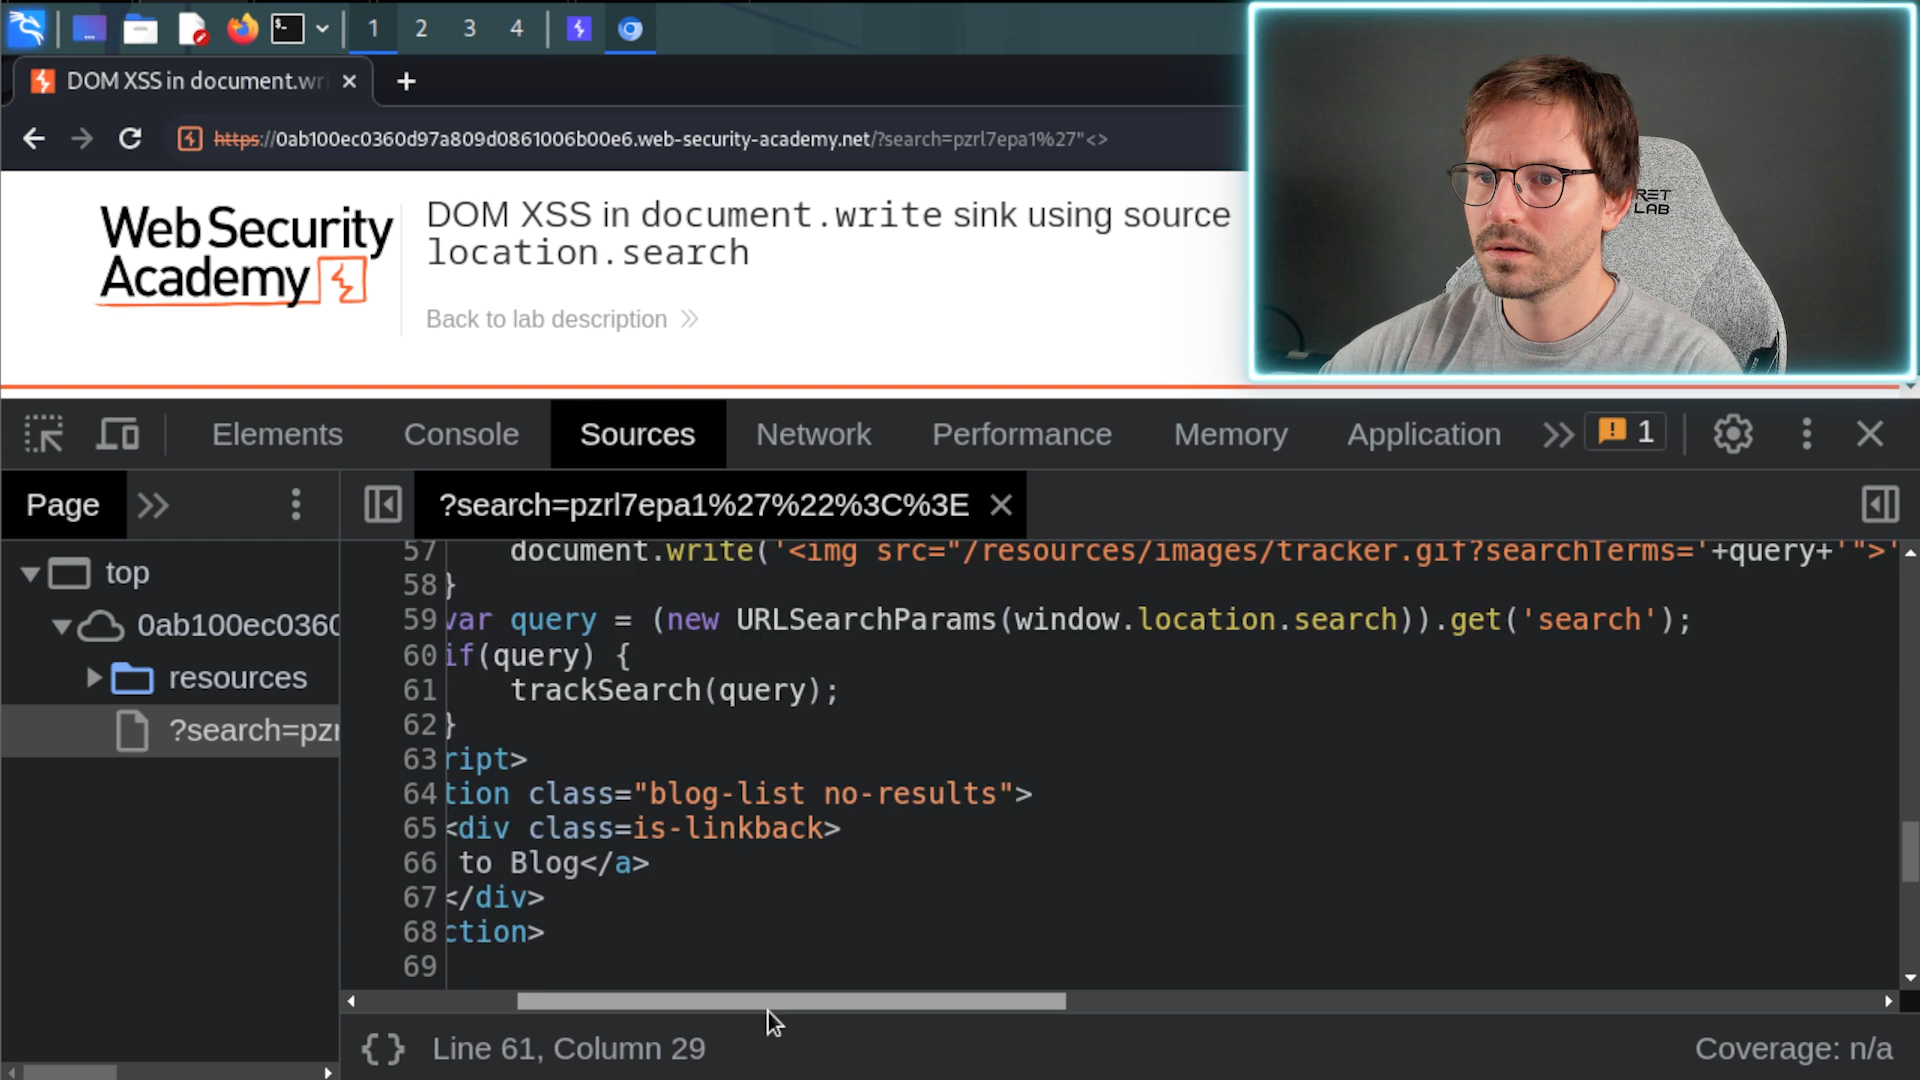 1 2 3 4
DOM XSS in document.wri
https://0ab100ec0360d97a809d0861006b00e6.web-security-academy.net/?search=pzrl7epa1%27"<>
Web Security
Academy
DOM XSS in document.write sink using source
location.search
Back to lab description
RET
LAB
Elements Console Sources Network Performance Memory Application 1
Page
?search=pzrl7epa1%27%22%3C%3E
top
0ab100ec0360
resources
?search=pzr
57 document.write('<img src="/resources/images/tracker.gif?searchTerms='+query+'">'
58 }
59 var query = (new URLSearchParams(window.location.search)).get('search');
60 if(query) {
61 trackSearch(query);
62 }
63 ript>
64 tion class="blog-list no-results">
65 <div class=is-linkback>
66 to Blog</a>
67 </div>
68 ction>
69
{} Line 61, Column 29
Coverage: n/a